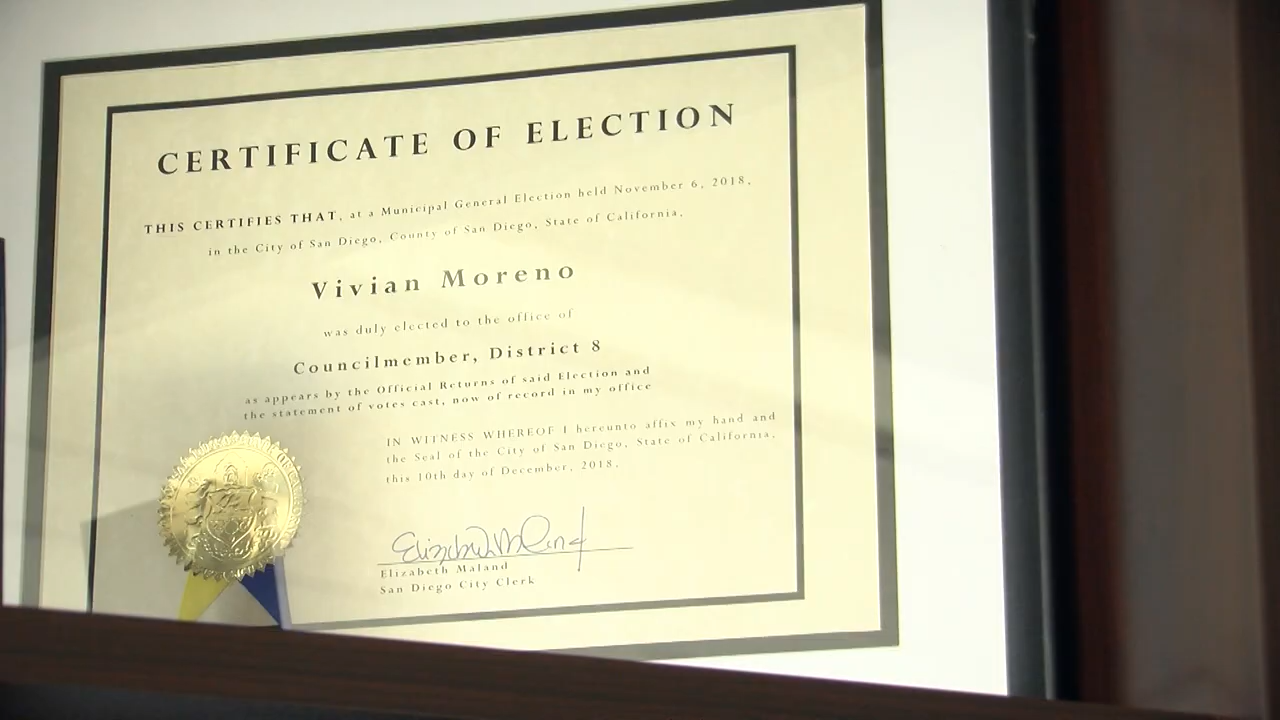 CERTIFICATE OF ELECTION
THIS CERTIFIES THAT, at a Municipal General Election held November 6, 2018,
in the City of San Diego, County of San Diego, State of California,
Vivian Moreno
was duly elected to the office of
Councilmember, District 8
as appears by the Official Returns of said Election and
the statement of votes cast, now of record in my office
IN WITNESS WHEREOF I hereunto affix my hand and
the Seal of the City of San Diego, State of California,
this 10th day of December, 2018.
Elizabeth Maland
Elizabeth Maland
San Diego City Clerk